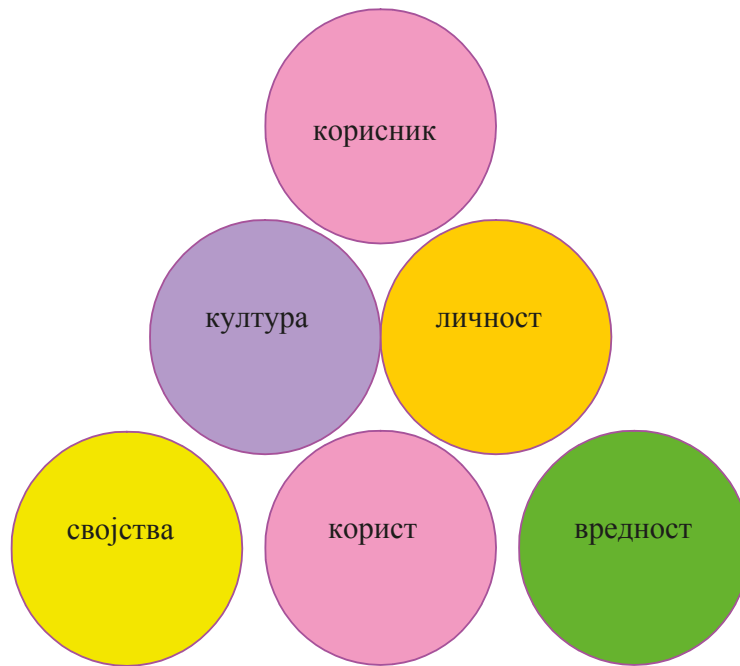 корисник
култура
личност
својства
корист
вредност